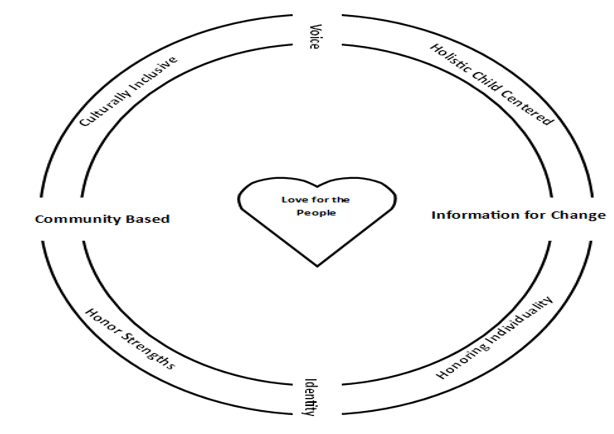 Voice
Culturally Inclusive
Holistic Child Centered
Love for the
People
Community Based
Information for Change
Honor Strengths
Honoring Individuality
Identity